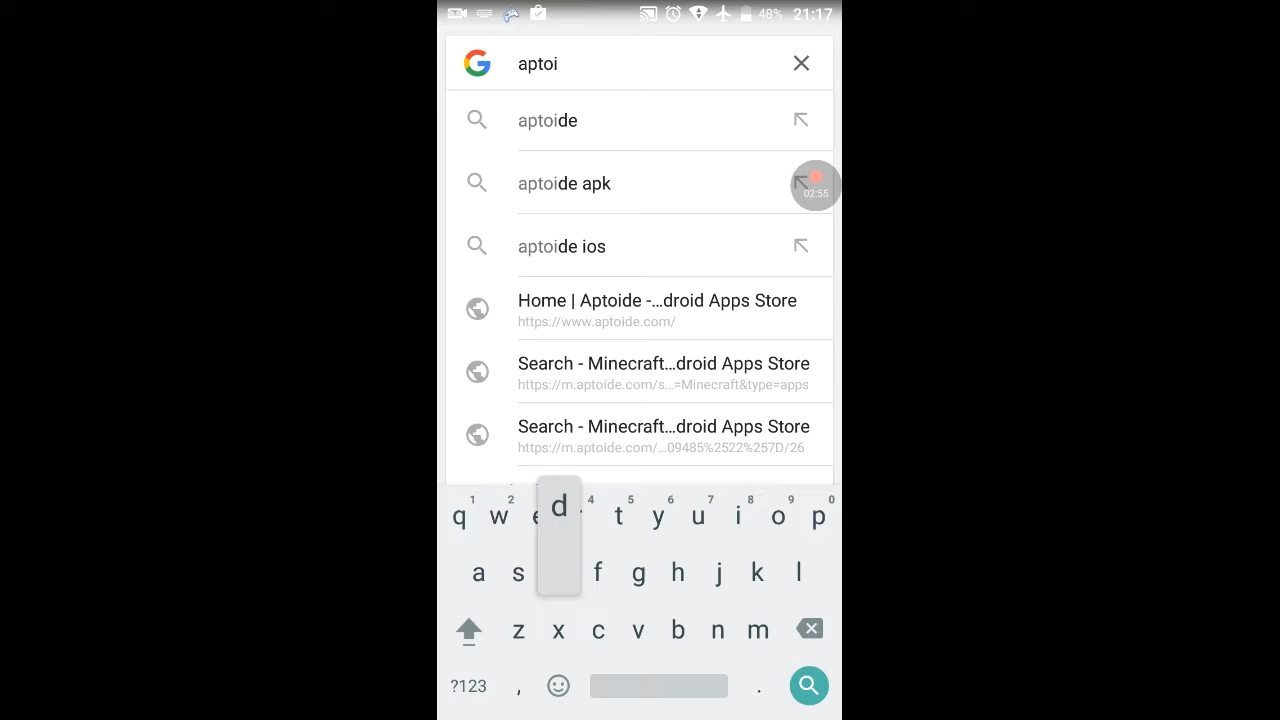 48% 21:17
aptoi
aptoide
aptoide apk
02:55
aptoide ios
Home | Aptoide -...droid Apps Store
https://www.aptoide.com/
Search - Minecraft...droid Apps Store
https://m.aptoide.com/s...=Minecraft&type=apps
Search - Minecraft...droid Apps Store
https://m.aptoide.com/...09485%2522%257D/26
1 2 4 5 6 7 8 9 0
q w e d t y u i o p
a s f g h j k l
z x c v b n m
?123 , .